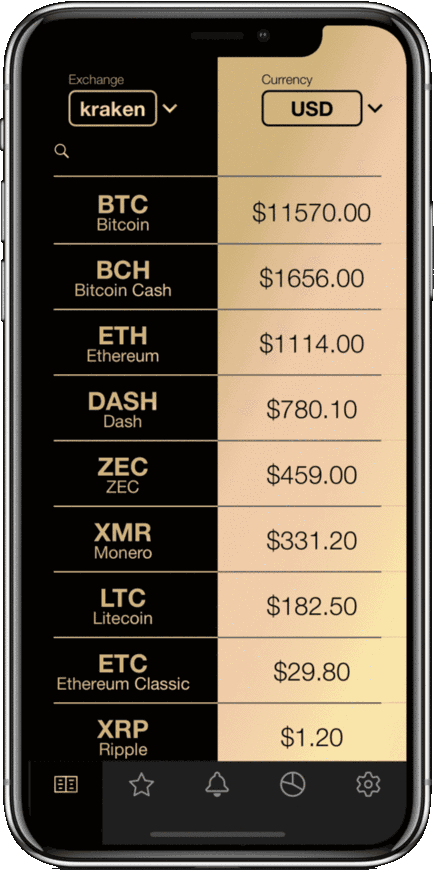 Exchange
Currency
kraken
USD
BTC
Bitcoin
$11570.00
BCH
Bitcoin Cash
$1656.00
ETH
Ethereum
$1114.00
DASH
Dash
$780.10
ZEC
ZEC
$459.00
XMR
Monero
$331.20
LTC
Litecoin
$182.50
ETC
Ethereum Classic
$29.80
XRP
Ripple
$1.20